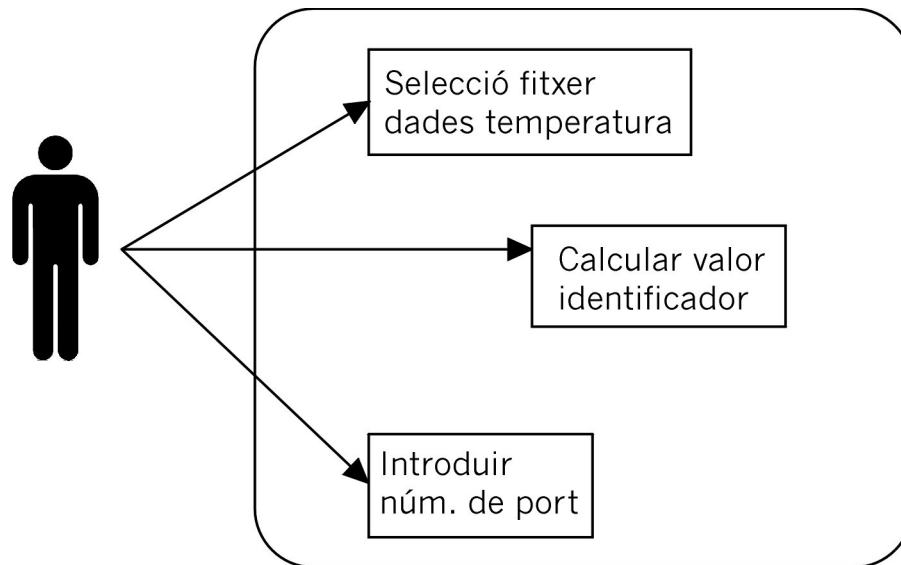 Selecció fitxer
dades temperatura
Calcular valor
identificador
Introduir
núm. de port